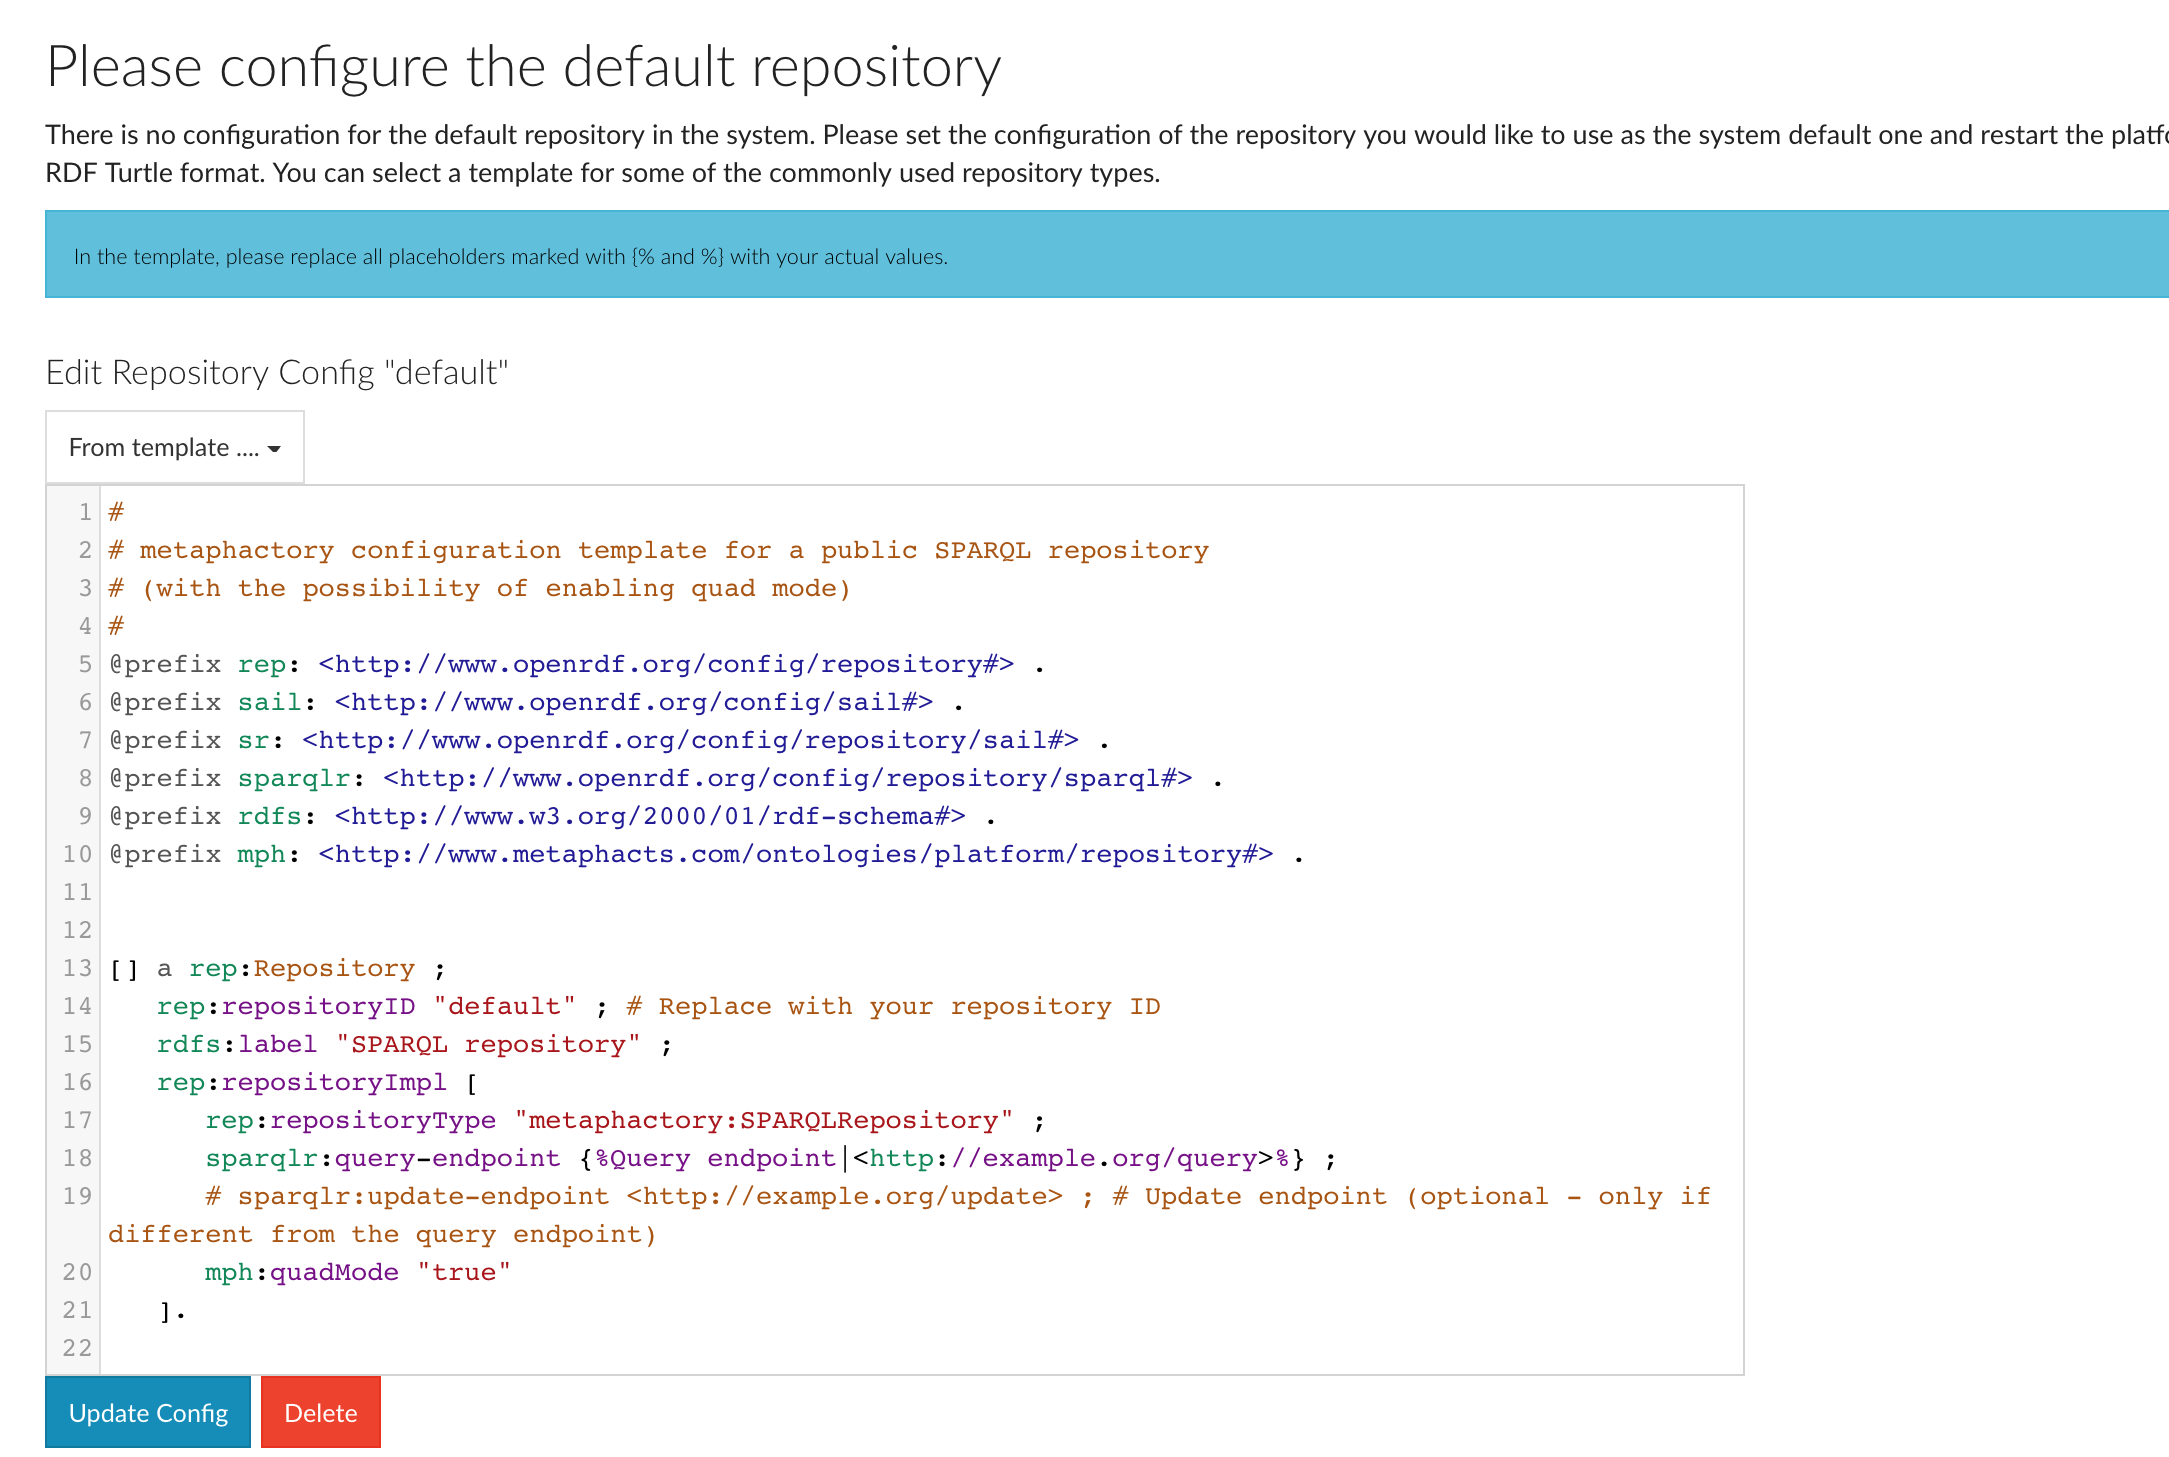 Please configure the default repository
There is no configuration for the default repository in the system. Please set the configuration of the repository you would like to use as the system default one and restart the
RDF Turtle format. You can select a template for some of the commonly used repository types.
In the template, please replace all placeholders marked with {% and %} with your actual values.
Edit Repository Config "default"
From template ....
1 #
2 # metaphactory configuration template for a public SPARQL repository
3 # (with the possibility of enabling quad mode)
4 #
5 @prefix rep: <http://www.openrdf.org/config/repository#> .
6 @prefix sail: <http://www.openrdf.org/config/sail#> .
7 @prefix sr: <http://www.openrdf.org/config/repository/sail#> .
8 @prefix sparqlr: <http://www.openrdf.org/config/repository/sparql#> .
9 @prefix rdfs: <http://www.w3.org/2000/01/rdf-schema#> .
10 @prefix mph: <http://www.metaphacts.com/ontologies/platform/repository#> .
11
12
13 [] a rep:Repository ;
14 rep:repositoryID "default" ; # Replace with your repository ID
15 rdfs:label "SPARQL repository" ;
16 rep:repositoryImpl [
17 rep:repositoryType "metaphactory:SPARQLRepository" ;
18 sparqlr:query-endpoint {%Query endpoint|<http://example.org/query>%} ;
19 # sparqlr:update-endpoint <http://example.org/update> ; # Update endpoint (optional - only if
different from the query endpoint)
20 mph:quadMode "true"
21 ].
22
Update Config Delete